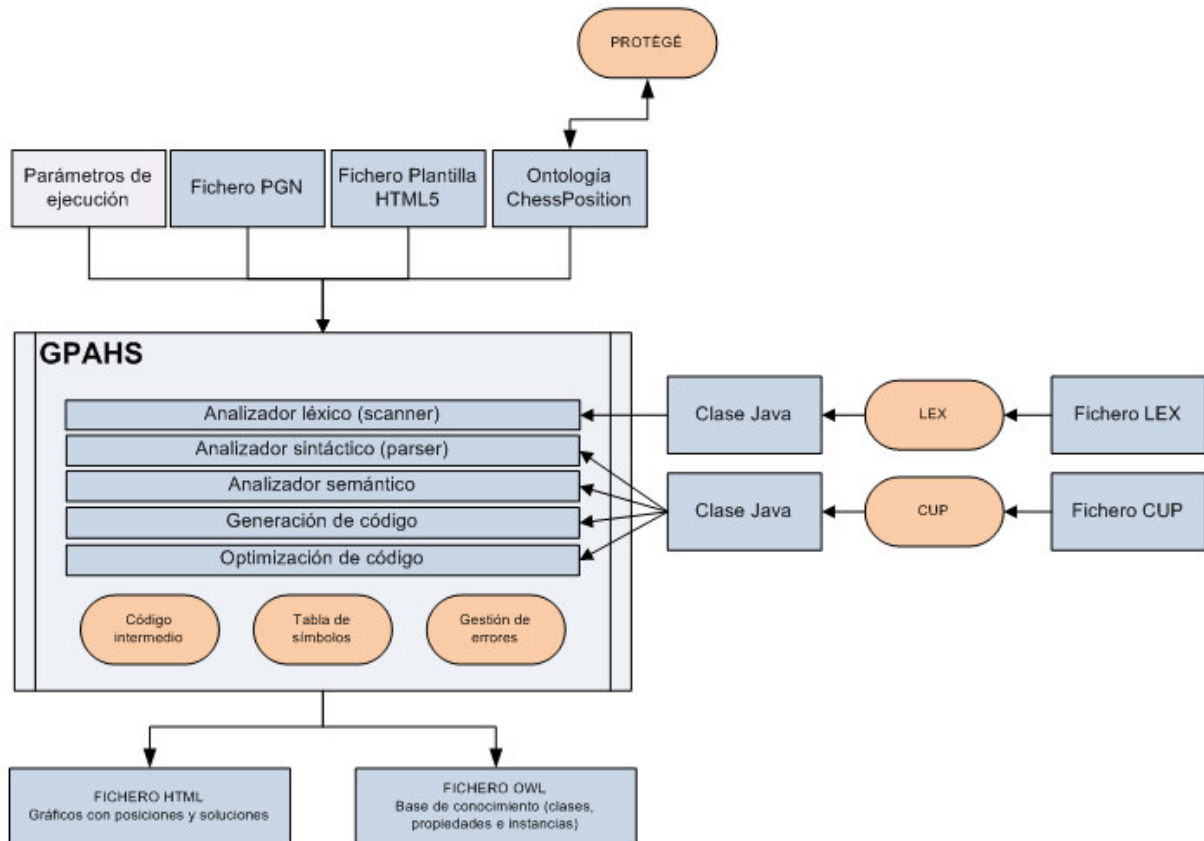 PROTÉGÉ
Parámetros de
ejecución
Fichero PGN
Fichero Plantilla
HTML5
Ontología
ChessPosition
GPAHS
Analizador léxico (scanner)
Analizador sintáctico (parser)
Analizador semántico
Generación de código
Optimización de código
Clase Java
LEX
Fichero LEX
Clase Java
CUP
Fichero CUP
Código
intermedio
Tabla de
símbolos
Gestión de
errores
FICHERO HTML
Gráficos con posiciones y soluciones
FICHERO OWL
Base de conocimiento (clases,
propiedades e instancias)